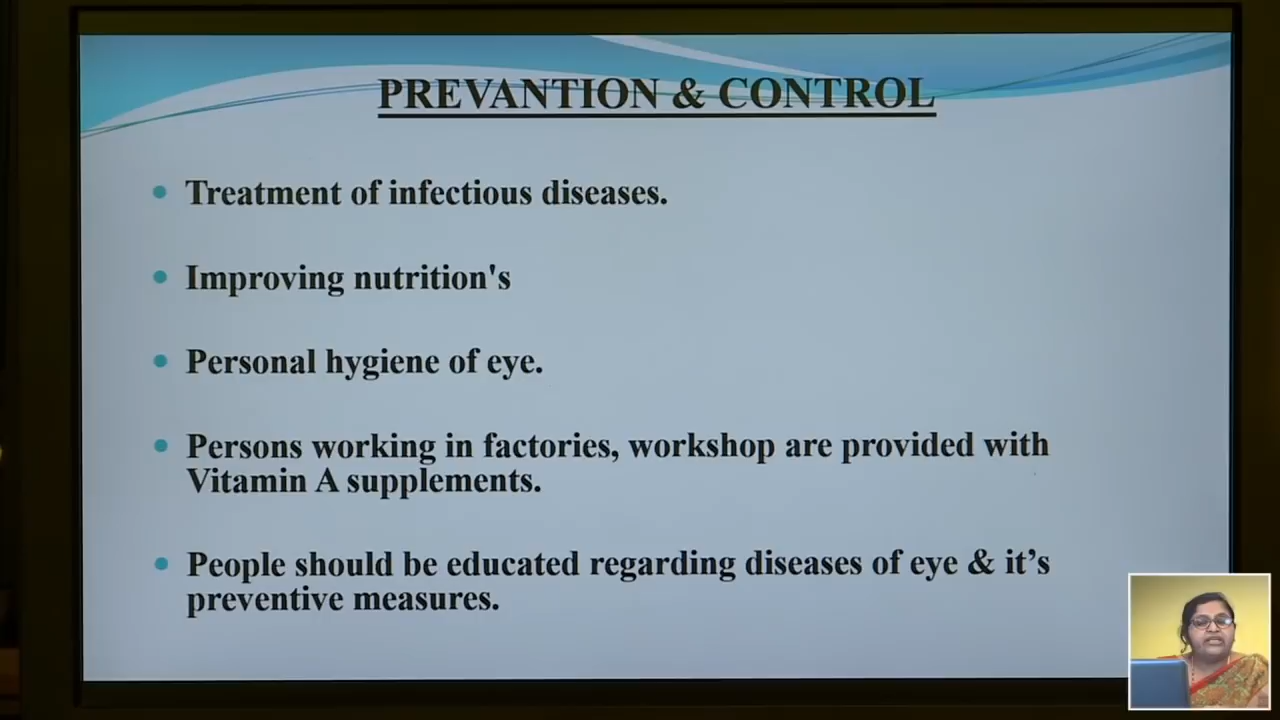 PREVANTION & CONTROL
Treatment of infectious diseases.
Improving nutrition's
Personal hygiene of eye.
Persons working in factories, workshop are provided with
Vitamin A supplements.
People should be educated regarding diseases of eye & it’s
preventive measures.